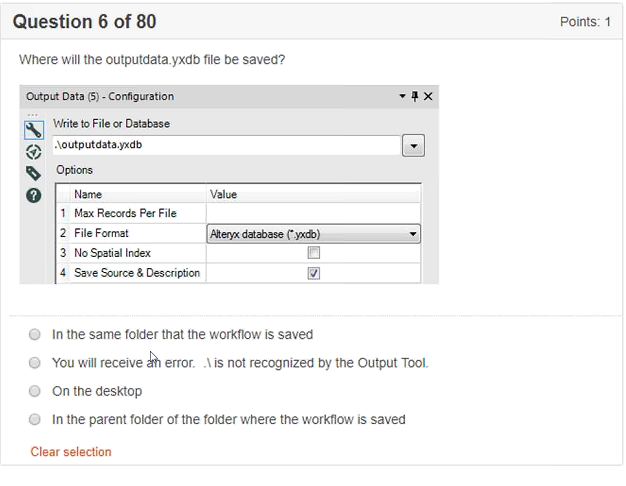 Question 6 of 80
Points: 1
Where will the outputdata.yxdb file be saved?
Output Data (5) - Configuration
Write to File or Database
.\outputdata.yxdb
Options
Name Value
1 Max Records Per File
2 File Format Alteryx database (*.yxdb)
3 No Spatial Index
4 Save Source & Description
In the same folder that the workflow is saved
You will receive an error. .\ is not recognized by the Output Tool.
On the desktop
In the parent folder of the folder where the workflow is saved
Clear selection